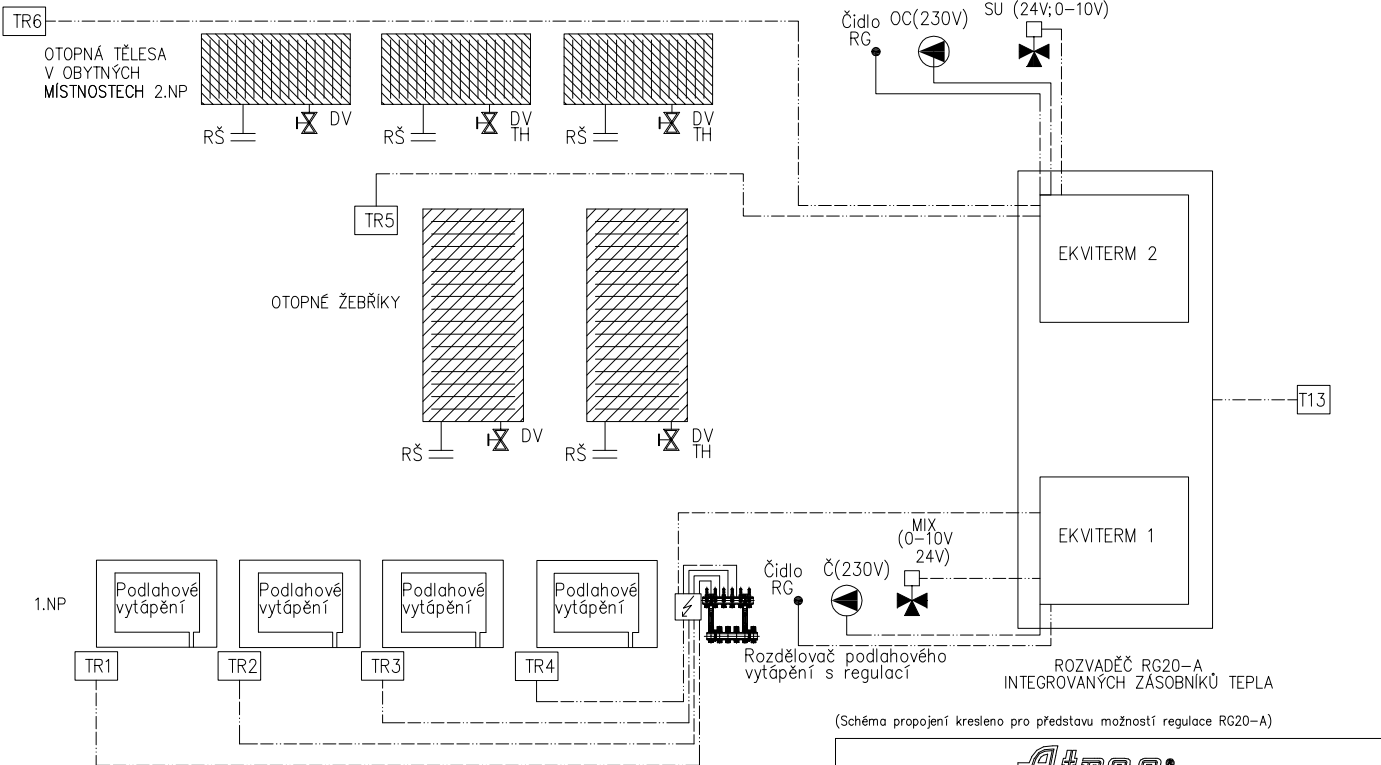 TR6
OTOPNÁ TĚLESA
V OBYTNÝCH
MÍSTNOSTECH 2.NP
RŠ
DV
RŠ
DV
TH
RŠ
DV
TH
Čidlo
RG
OC(230V)
SU (24V;0-10V)
TR5
OTOPNÉ ŽEBŘÍKY
RŠ
DV
RŠ
DV
TH
EKVITERM 2
T13
EKVITERM 1
1.NP
Podlahové
vytápění
Podlahové
vytápění
Podlahové
vytápění
Podlahové
vytápění
TR1
TR2
TR3
TR4
Čidlo
RG
Č(230V)
MIX
(0-10V
24V)
Rozdělovač podlahového
vytápění s regulací
ROZVADĚČ RG20-A
INTEGROVANÝCH ZÁSOBNÍKŮ TEPLA
(Schéma propojení kresleno pro představu možností regulace RG20-A)